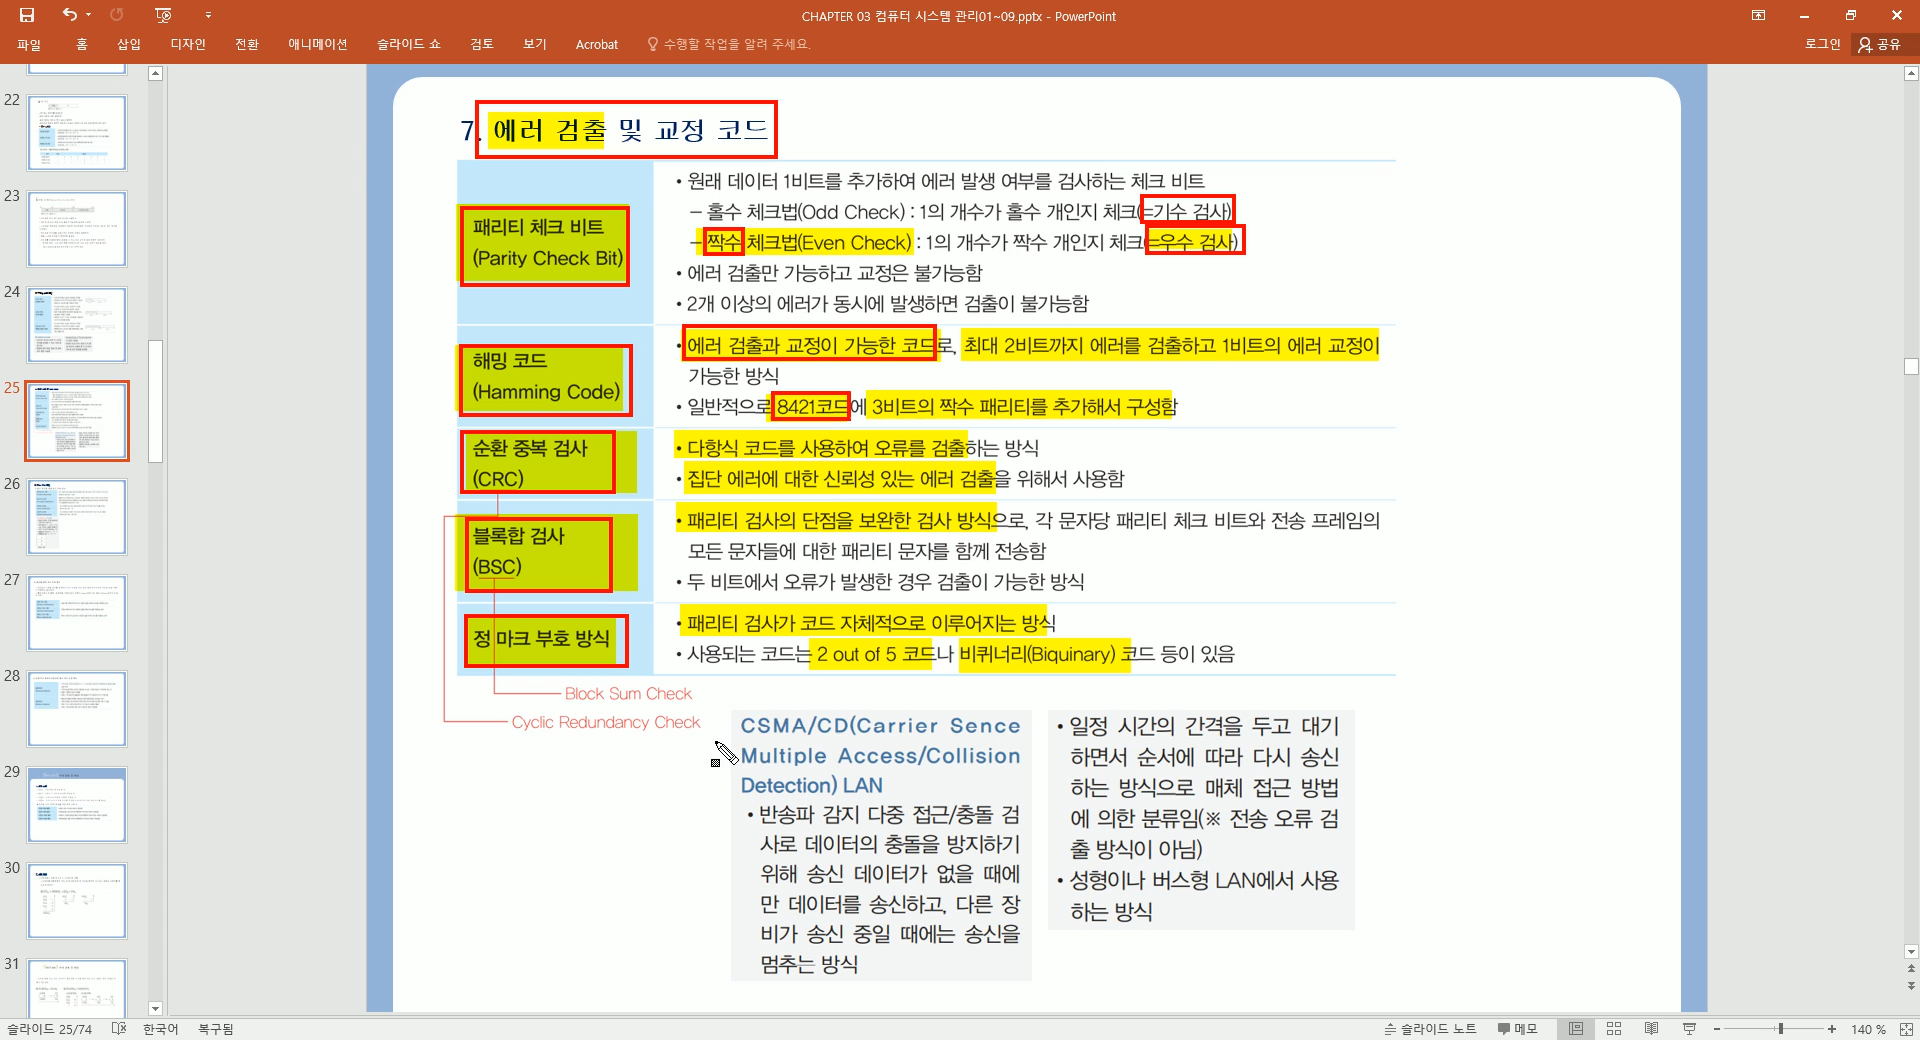 CHAPTER 03 컴퓨터 시스템 관리01~09.pptx - PowerPoint
파일 홈 삽입 디자인 전환 애니메이션 슬라이드 쇼 검토 보기 Acrobat 수행할 작업을 알려 주세요. 로그인 공유
22
23
24
25
26
27
28
29
30
31
7. 에러 검출 및 교정 코드
패리티 체크 비트
(Parity Check Bit)
• 원래 데이터 1비트를 추가하여 에러 발생 여부를 검사하는 체크 비트
– 홀수 체크법(Odd Check) : 1의 개수가 홀수 개인지 체크(=기수 검사)
– 짝수 체크법(Even Check) : 1의 개수가 짝수 개인지 체크(=우수 검사)
• 에러 검출만 가능하고 교정은 불가능함
• 2개 이상의 에러가 동시에 발생하면 검출이 불가능함
해밍 코드
(Hamming Code)
• 에러 검출과 교정이 가능한 코드로, 최대 2비트까지 에러를 검출하고 1비트의 에러 교정이
가능한 방식
• 일반적으로 8421코드에 3비트의 짝수 패리티를 추가해서 구성함
순환 중복 검사
(CRC)
• 다항식 코드를 사용하여 오류를 검출하는 방식
• 집단 에러에 대한 신뢰성 있는 에러 검출을 위해서 사용함
블록합 검사
(BSC)
• 패리티 검사의 단점을 보완한 검사 방식으로, 각 문자당 패리티 체크 비트와 전송 프레임의
모든 문자들에 대한 패리티 문자를 함께 전송함
• 두 비트에서 오류가 발생한 경우 검출이 가능한 방식
정 마크 부호 방식
• 패리티 검사가 코드 자체적으로 이루어지는 방식
• 사용되는 코드는 2 out of 5 코드나 비퀴너리(Biquinary) 코드 등이 있음
Block Sum Check
Cyclic Redundancy Check
CSMA/CD(Carrier Sence
Multiple Access/Collision
Detection) LAN
• 반송파 감지 다중 접근/충돌 검
사로 데이터의 충돌을 방지하기
위해 송신 데이터가 없을 때에
만 데이터를 송신하고, 다른 장
비가 송신 중일 때에는 송신을
멈추는 방식
• 일정 시간의 간격을 두고 대기
하면서 순서에 따라 다시 송신
하는 방식으로 매체 접근 방법
에 의한 분류임(※ 전송 오류 검
출 방식이 아님)
• 성형이나 버스형 LAN에서 사용
하는 방식
슬라이드 25/74 한국어 복구됨 슬라이드 노트 메모 140 %